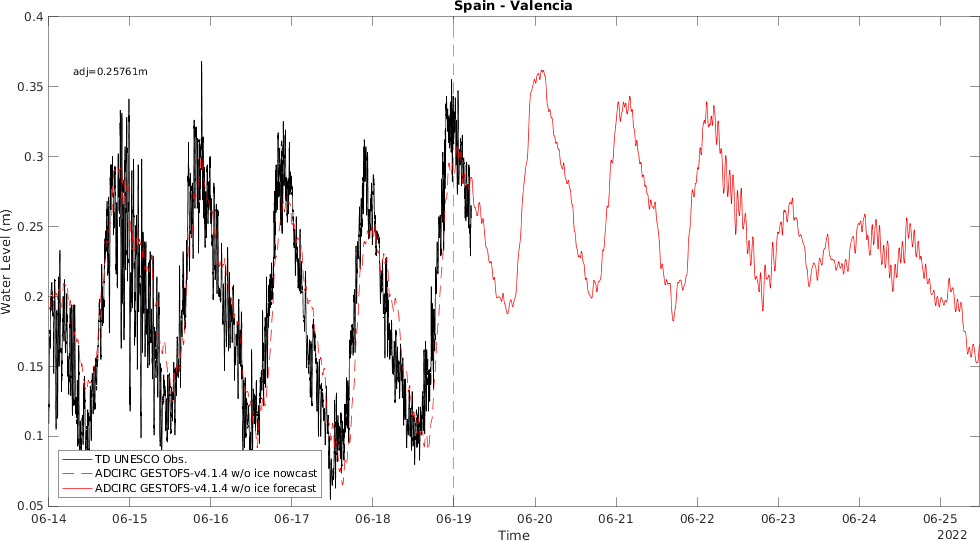 Spain - Valencia
adj=0.25761m
Water Level (m)
0.4
0.35
0.3
0.25
0.2
0.15
0.1
0.05
TD UNESCO Obs.
ADCIRC GESTOFS-v4.1.4 w/o ice nowcast
ADCIRC GESTOFS-v4.1.4 w/o ice forecast
06-14 06-15 06-16 06-17 06-18 06-19 06-20 06-21 06-22 06-23 06-24 06-25
Time
2022